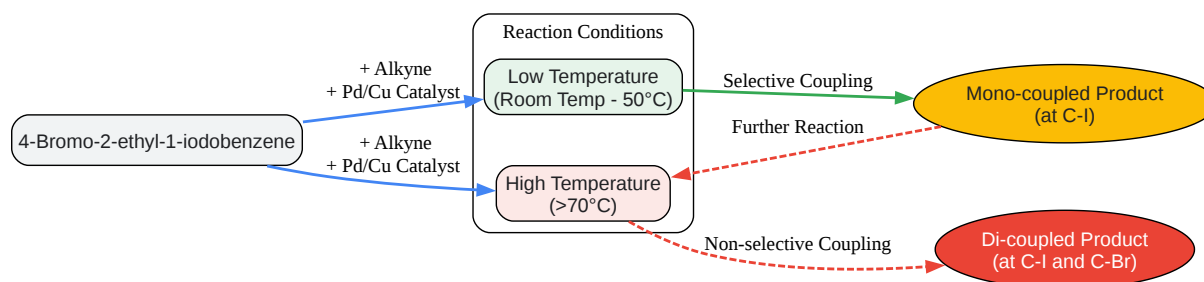 Reaction Conditions
4-Bromo-2-ethyl-1-iodobenzene
+ Alkyne
+ Pd/Cu Catalyst
+ Alkyne
+ Pd/Cu Catalyst
Low Temperature
(Room Temp - 50°C)
High Temperature
(>70°C)
Selective Coupling
Further Reaction
Non-selective Coupling
Mono-coupled Product
(at C-I)
Di-coupled Product
(at C-I and C-Br)